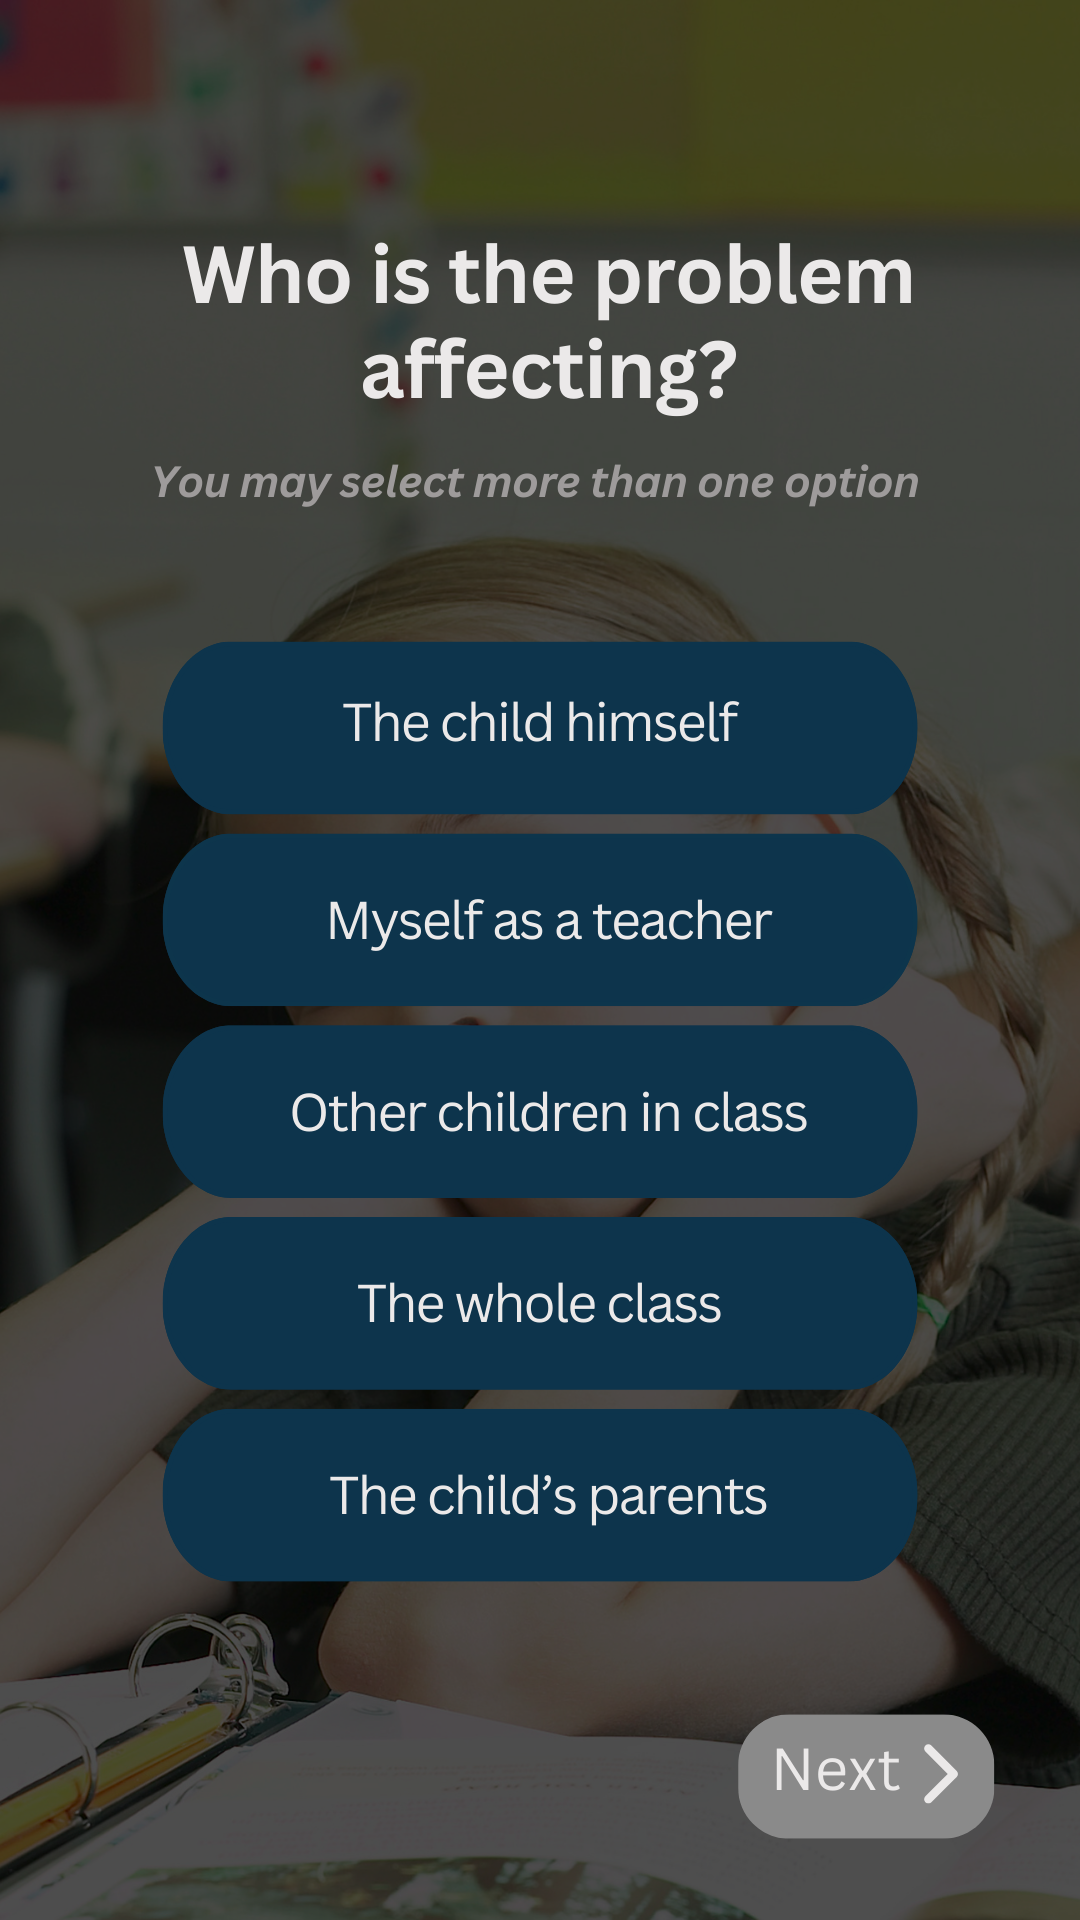 Who is the problem
affecting?
You may select more than one option
The child himself
Myself as a teacher
Other children in class
The whole class
The child’s parents
Next